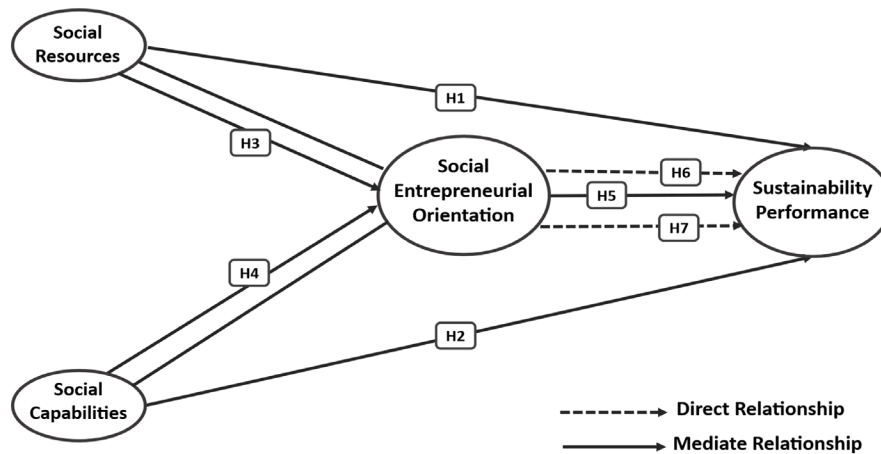 Social
Resources
H1
H3
Social
Entrepreneurial
Orientation
H6
H5
H7
Sustainability
Performance
H4
H2
Social
Capabilities
Direct Relationship
Mediate Relationship